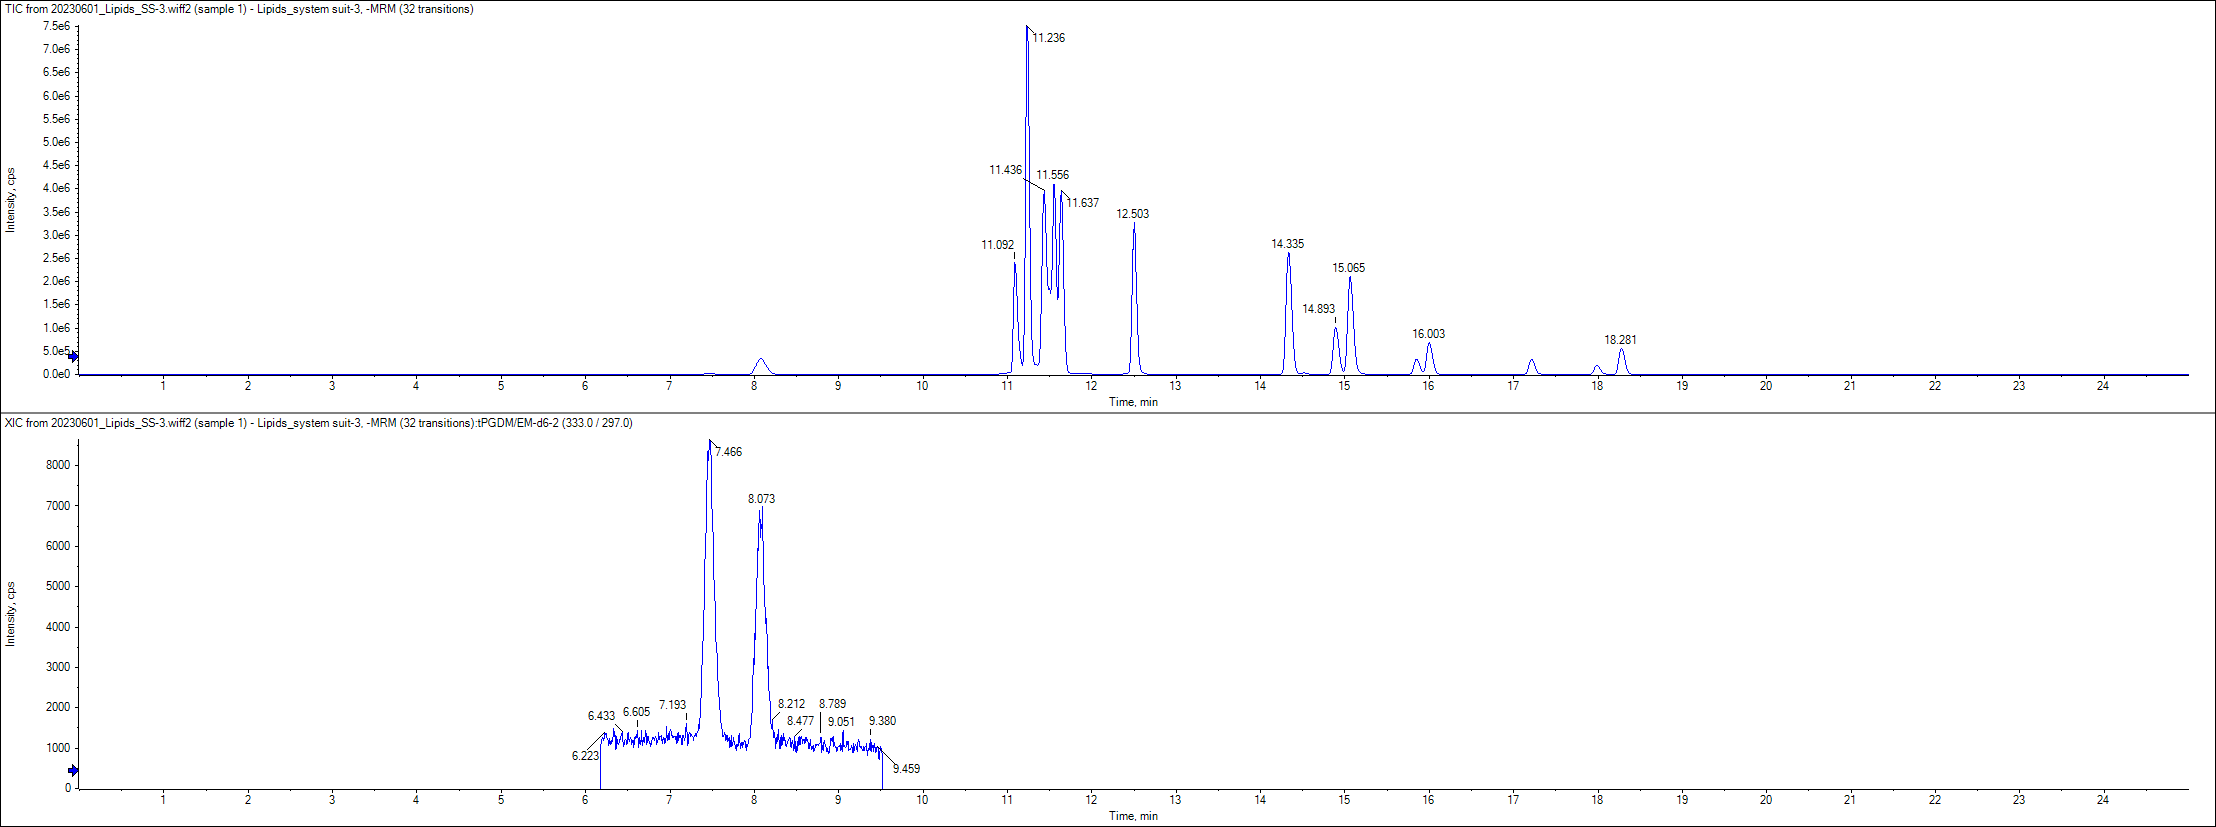 TIC from 20230601_Lipids_SS-3.wiff2 (sample 1) - Lipids_system suit-3, -MRM (32 transitions)
Intensity, cps
7.5e6
7.0e6
6.5e6
6.0e6
5.5e6
5.0e6
4.5e6
4.0e6
3.5e6
3.0e6
2.5e6
2.0e6
1.5e6
1.0e6
5.0e5
0.0e0
11.236
11.436
11.556
11.637
11.092
12.503
14.335
15.065
14.893
16.003
18.281
1 2 3 4 5 6 7 8 9 10 11 12 13 14 15 16 17 18 19 20 21 22 23 24
Time, min
XIC from 20230601_Lipids_SS-3.wiff2 (sample 1) - Lipids_system suit-3, -MRM (32 transitions):tPGDM/EM-d6-2 (333.0 / 297.0)
Intensity, cps
8000
7000
6000
5000
4000
3000
2000
1000
0
7.466
8.073
6.433
6.605
7.193
8.212
8.789
8.477
9.051
9.380
6.223
9.459
1 2 3 4 5 6 7 8 9 10 11 12 13 14 15 16 17 18 19 20 21 22 23 24
Time, min